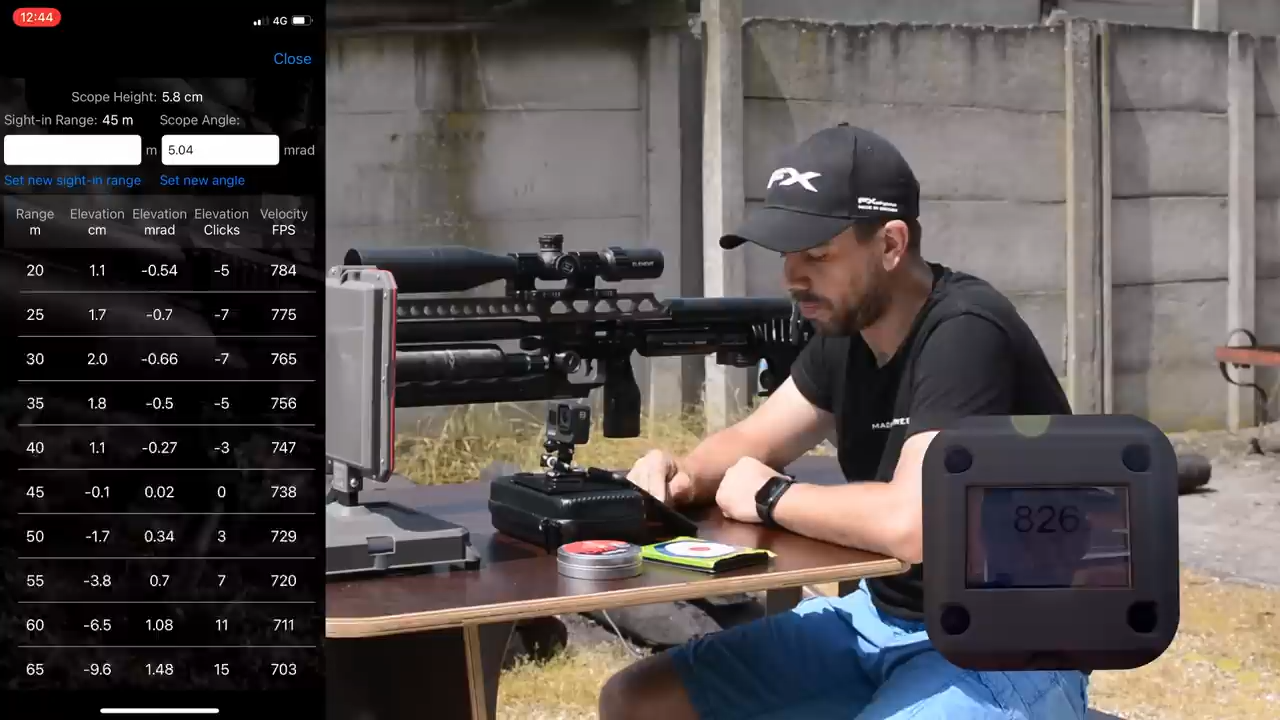 12:44
4G
Close
Scope Height: 5.8 cm
Sight-in Range: 45 m Scope Angle:
m 5.04 mrad
Set new sight-in range Set new angle
Range Elevation Elevation Elevation Velocity
m cm mrad Clicks FPS
20 1.1 -0.54 -5 784
25 1.7 -0.7 -7 775
30 2.0 -0.66 -7 765
35 1.8 -0.5 -5 756
40 1.1 -0.27 -3 747
45 -0.1 0.02 0 738
50 -1.7 0.34 3 729
55 -3.8 0.7 7 720
60 -6.5 1.08 11 711
65 -9.6 1.48 15 703
FX
ELEMENT
826